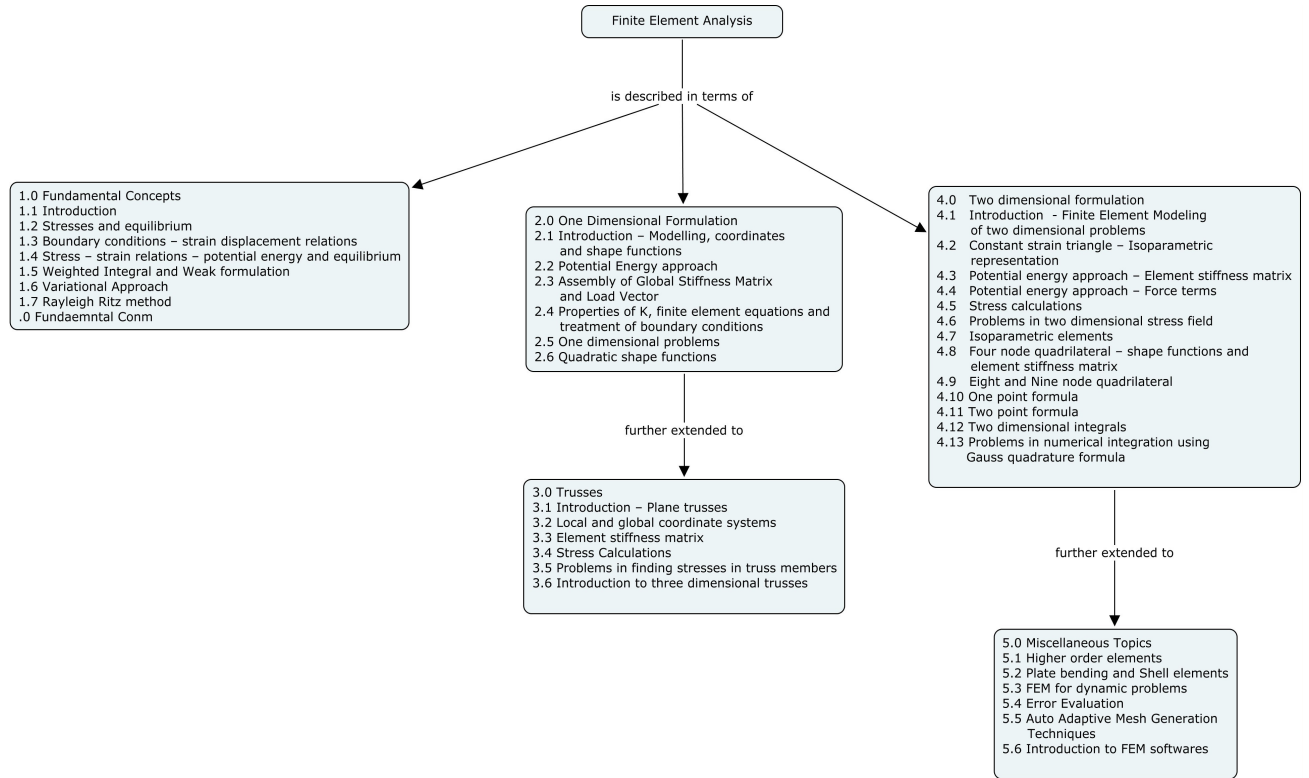 Finite Element Analysis
is described in terms of
1.0 Fundamental Concepts
1.1 Introduction
1.2 Stresses and equilibrium
1.3 Boundary conditions – strain displacement relations
1.4 Stress – strain relations – potential energy and equilibrium
1.5 Weighted Integral and Weak formulation
1.6 Variational Approach
1.7 Rayleigh Ritz method
.0 Fundaemntal Conm
2.0 One Dimensional Formulation
2.1 Introduction – Modelling, coordinates
and shape functions
2.2 Potential Energy approach
2.3 Assembly of Global Stiffness Matrix
and Load Vector
2.4 Properties of K, finite element equations and
treatment of boundary conditions
2.5 One dimensional problems
2.6 Quadratic shape functions
further extended to
3.0 Trusses
3.1 Introduction – Plane trusses
3.2 Local and global coordinate systems
3.3 Element stiffness matrix
3.4 Stress Calculations
3.5 Problems in finding stresses in truss members
3.6 Introduction to three dimensional trusses
4.0 Two dimensional formulation
4.1 Introduction - Finite Element Modeling
of two dimensional problems
4.2 Constant strain triangle – Isoparametric
representation
4.3 Potential energy approach – Element stiffness matrix
4.4 Potential energy approach – Force terms
4.5 Stress calculations
4.6 Problems in two dimensional stress field
4.7 Isoparametric elements
4.8 Four node quadrilateral – shape functions and
element stiffness matrix
4.9 Eight and Nine node quadrilateral
4.10 One point formula
4.11 Two point formula
4.12 Two dimensional integrals
4.13 Problems in numerical integration using
Gauss quadrature formula
further extended to
5.0 Miscellaneous Topics
5.1 Higher order elements
5.2 Plate bending and Shell elements
5.3 FEM for dynamic problems
5.4 Error Evaluation
5.5 Auto Adaptive Mesh Generation
Techniques
5.6 Introduction to FEM softwares